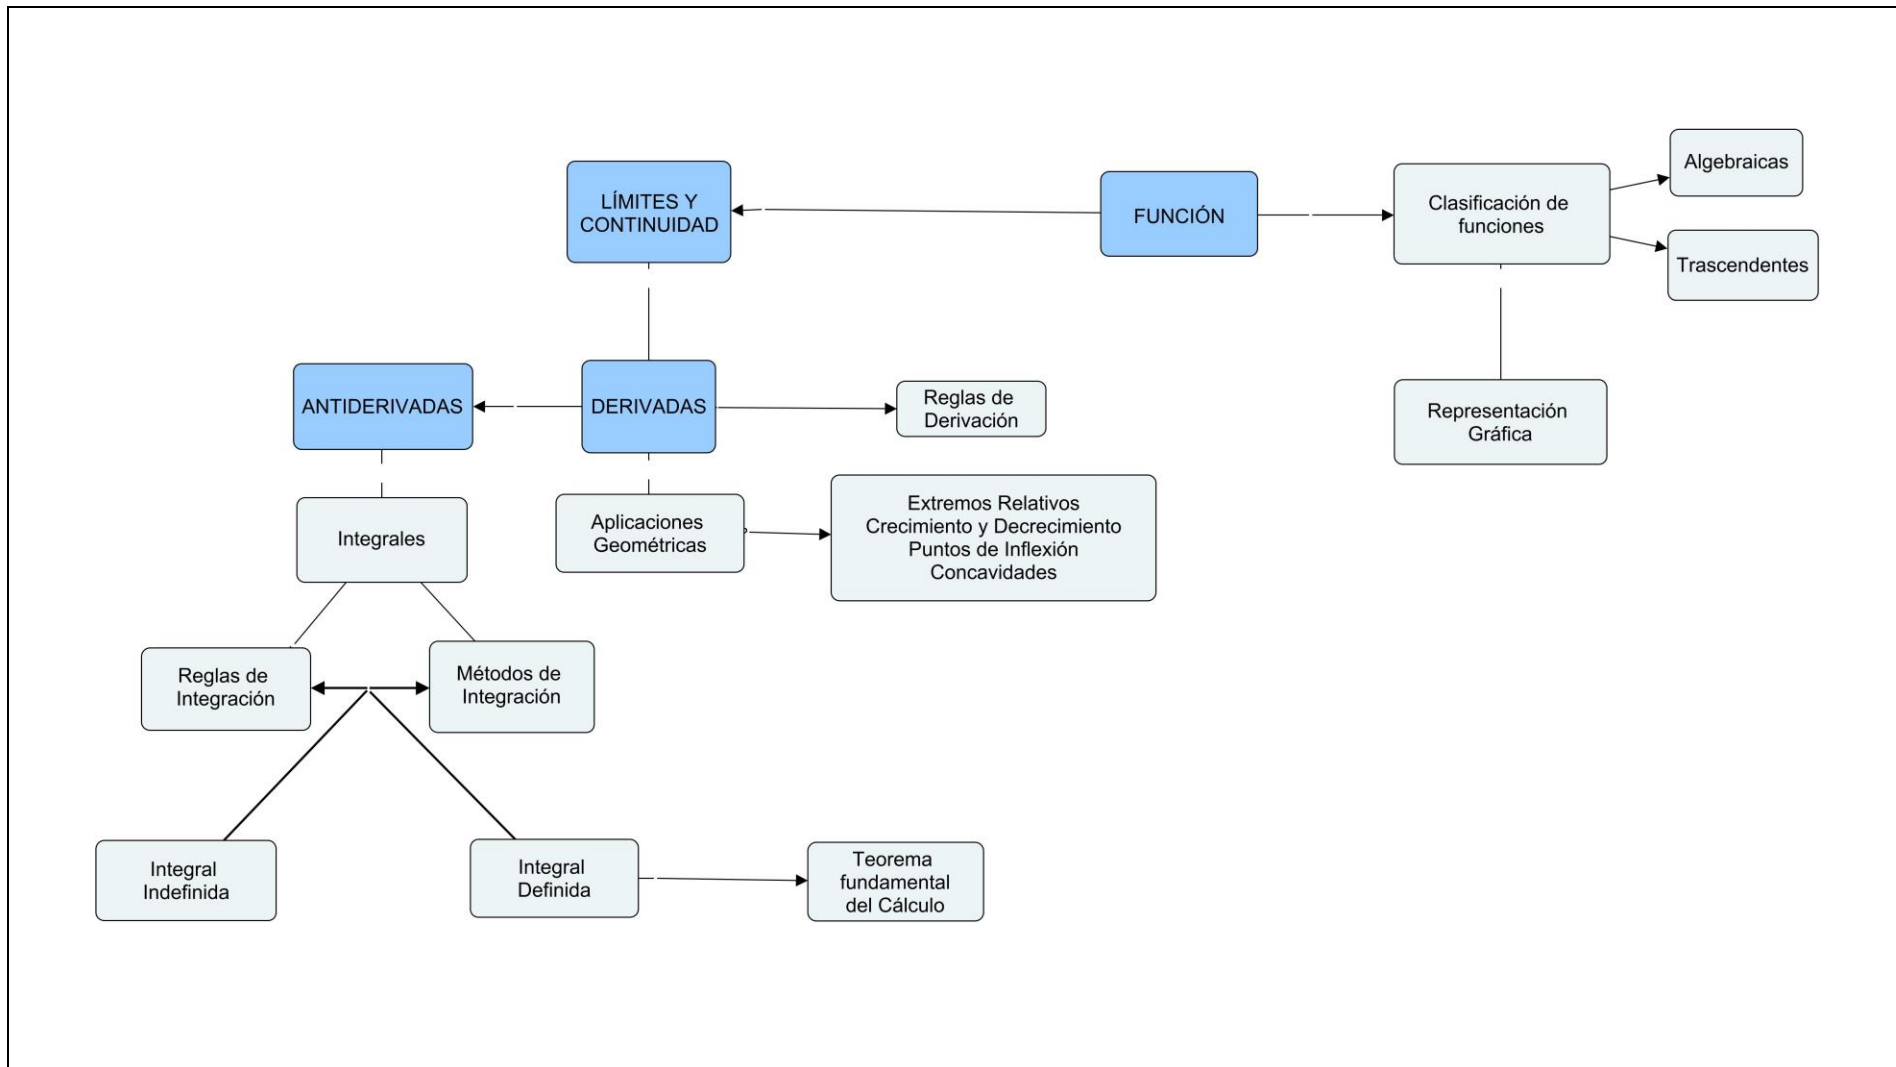 LÍMITES Y
CONTINUIDAD
FUNCIÓN
Clasificación de
funciones
Algebraicas
Trascendentes
ANTIDERIVADAS
DERIVADAS
Reglas de
Derivación
Representación
Gráfica
Integrales
Aplicaciones
Geométricas
Extremos Relativos
Crecimiento y Decrecimiento
Puntos de Inflexión
Concavidades
Reglas de
Integración
Métodos de
Integración
Integral
Indefinida
Integral
Definida
Teorema
fundamental
del Cálculo